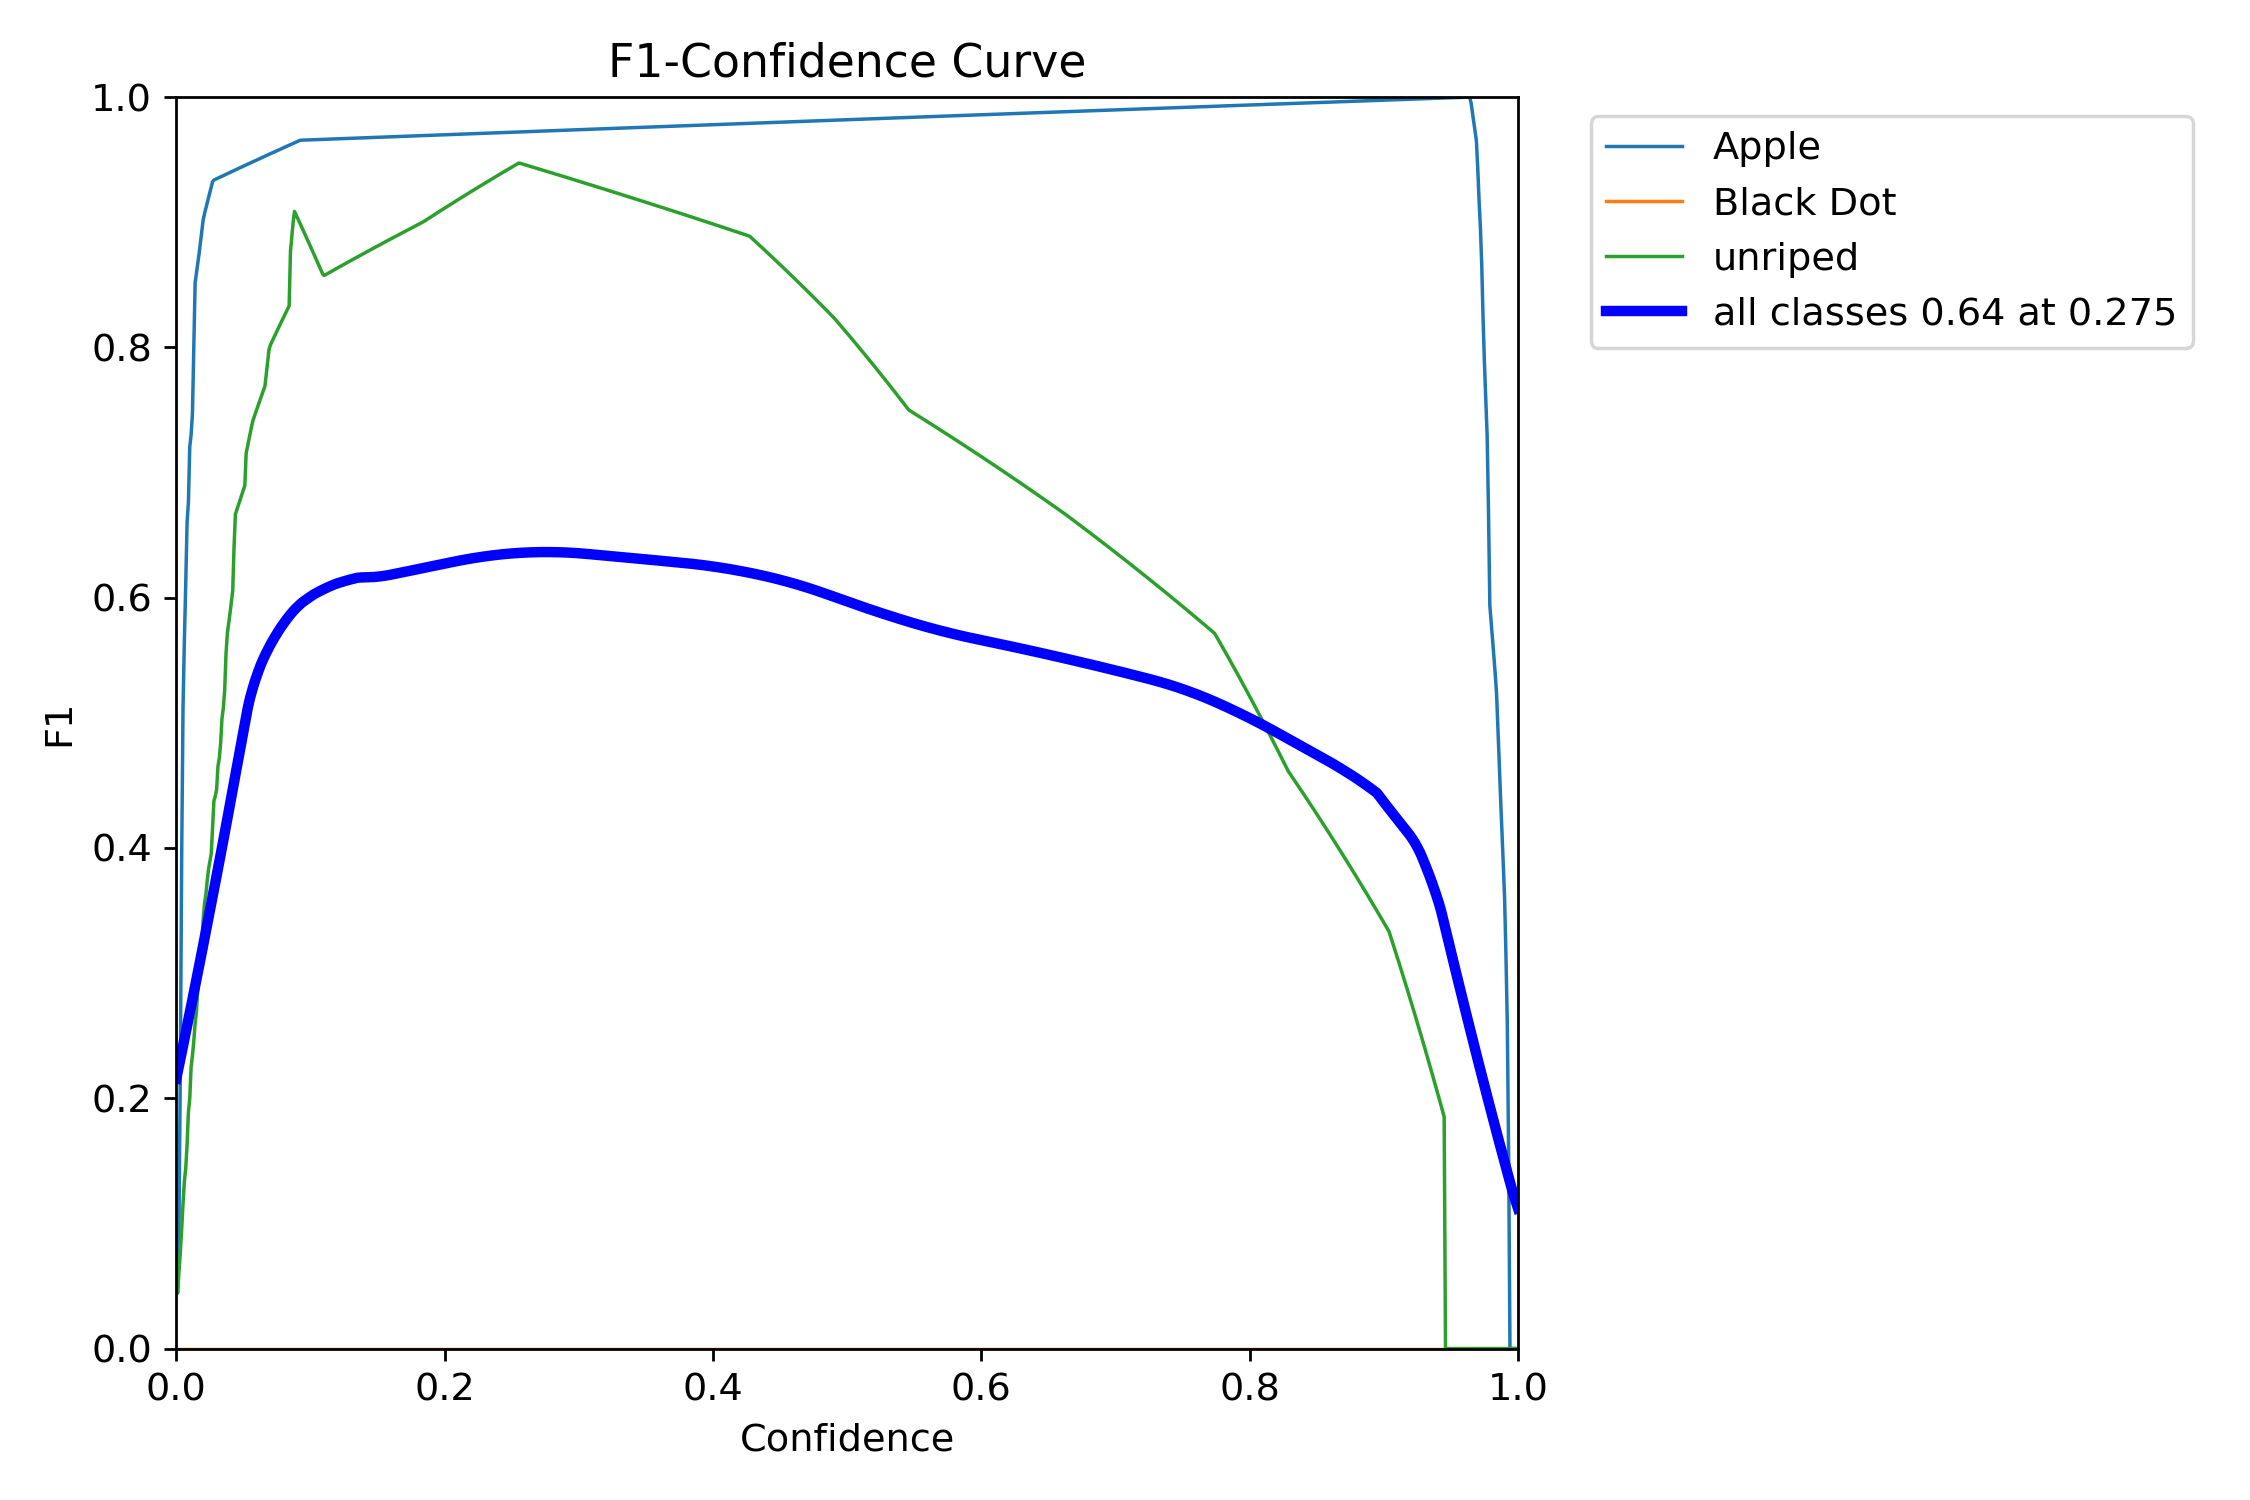 F1-Confidence Curve
1.0
0.8
0.6
0.4
0.2
0.0
F1
0.0 0.2 0.4 0.6 0.8 1.0
Confidence
Apple
Black Dot
unriped
all classes 0.64 at 0.275